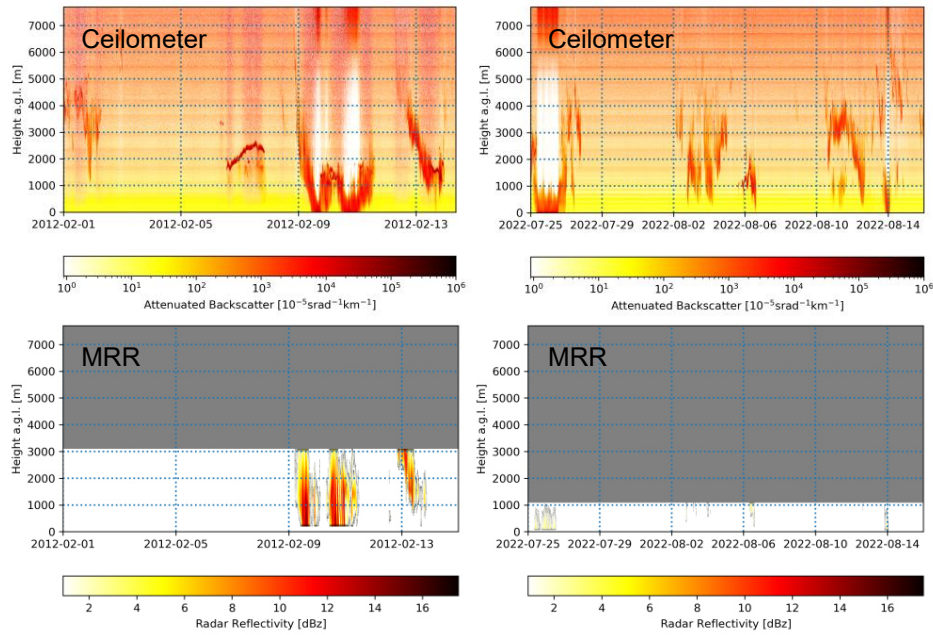 Ceilometer
Height a.g.l. [m]
7000
6000
5000
4000
3000
2000
1000
0
2012-02-01 2012-02-05 2012-02-09 2012-02-13
10⁰ 10¹ 10² 10³ 10⁴ 10⁵ 10⁶
Attenuated Backscatter [10⁻⁵srad⁻¹km⁻¹]
Ceilometer
Height a.g.l. [m]
7000
6000
5000
4000
3000
2000
1000
0
2022-07-25 2022-07-29 2022-08-02 2022-08-06 2022-08-10 2022-08-14
10⁰ 10¹ 10² 10³ 10⁴ 10⁵ 10⁶
Attenuated Backscatter [10⁻⁵srad⁻¹km⁻¹]
MRR
Height a.g.l. [m]
7000
6000
5000
4000
3000
2000
1000
0
2012-02-01 2012-02-05 2012-02-09 2012-02-13
2 4 6 8 10 12 14 16
Radar Reflectivity [dBz]
MRR
Height a.g.l. [m]
7000
6000
5000
4000
3000
2000
1000
0
2022-07-25 2022-07-29 2022-08-02 2022-08-06 2022-08-10 2022-08-14
2 4 6 8 10 12 14 16
Radar Reflectivity [dBz]